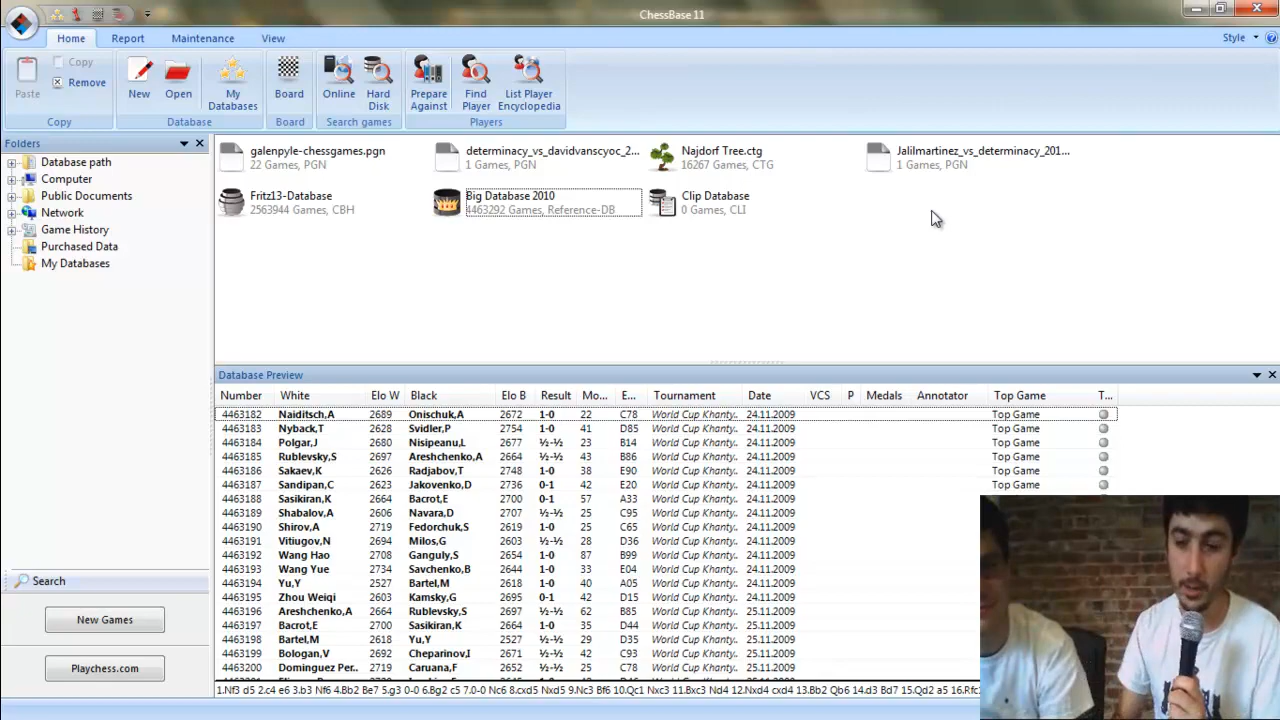 ChessBase 11
Home Report Maintenance View
Style
Paste Copy Remove New Open My Databases Board Online Hard Disk Prepare Against Find Player List Player Encyclopedia
Copy Database Board Search games Players
Folders
Database path
Computer
Public Documents
Network
Game History
Purchased Data
My Databases
Search
New Games
Playchess.com
galenpyle-chessgames.pgn
22 Games, PGN
determinacy_vs_davidvanscyoc_2...
1 Games, PGN
Najdorf Tree.ctg
16267 Games, CTG
Jalilmartinez_vs_determinacy_201...
1 Games, PGN
Fritz13-Database
2563944 Games, CBH
Big Database 2010
4463292 Games, Reference-DB
Clip Database
0 Games, CLI
Database Preview
Number White Elo W Black Elo B Result Mo... E... Tournament Date VCS P Medals Annotator Top Game T...
4463182 Naiditsch,A 2689 Onischuk,A 2672 1-0 22 C78 World Cup Khanty.. 24.11.2009 Top Game
4463183 Nyback,T 2628 Svidler,P 2754 1-0 41 D85 World Cup Khanty.. 24.11.2009 Top Game
4463184 Polgar,J 2680 Nisipeanu,L 2677 ½-½ 23 B14 World Cup Khanty.. 24.11.2009 Top Game
4463185 Rublevsky,S 2697 Areshchenko,A 2664 ½-½ 43 B86 World Cup Khanty.. 24.11.2009 Top Game
4463186 Sakaev,K 2626 Radjabov,T 2748 1-0 38 E90 World Cup Khanty.. 24.11.2009 Top Game
4463187 Sandipan,C 2623 Jakovenko,D 2736 0-1 42 E20 World Cup Khanty.. 24.11.2009 Top Game
4463188 Sasikiran,K 2664 Bacrot,E 2700 1-0 57 A33 World Cup Khanty.. 24.11.2009
4463189 Shabalov,A 2606 Navara,D 2707 ½-½ 25 C95 World Cup Khanty.. 24.11.2009
4463190 Shirov,A 2719 Fedorchuk,S 2619 1-0 25 C65 World Cup Khanty.. 24.11.2009
4463191 Vitiugov,N 2694 Milos,G 2603 ½-½ 28 D36 World Cup Khanty.. 24.11.2009
4463192 Wang Hao 2708 Ganguly,S 2654 1-0 87 B99 World Cup Khanty.. 24.11.2009
4463193 Wang Yue 2734 Savchenko,B 2644 1-0 33 E04 World Cup Khanty.. 24.11.2009
4463194 Yu,Y 2527 Bartel,M 2618 1-0 40 A05 World Cup Khanty.. 24.11.2009
4463195 Zhou Weiqi 2603 Kamsky,G 2695 0-1 42 D15 World Cup Khanty.. 24.11.2009
4463196 Areshchenko,A 2664 Rublevsky,S 2697 ½-½ 62 B85 World Cup Khanty.. 25.11.2009
4463197 Bacrot,E 2700 Sasikiran,K 2664 ½-½ 35 D44 World Cup Khanty.. 25.11.2009
4463198 Bartel,M 2618 Yu,Y 2527 ½-½ 29 D35 World Cup Khanty.. 25.11.2009
4463199 Bologan,V 2692 Cheparinov,I 2671 ½-½ 42 C93 World Cup Khanty.. 25.11.2009
4463200 Dominguez Per.. 2719 Caruana,F 2652 ½-½ 42 C78 World Cup Khanty.. 25.11.2009
1.Nf3 d5 2.c4 e6 3.b3 Nf6 4.Bb2 Be7 5.g3 0-0 6.Bg2 c5 7.0-0 Nc6 8.cxd5 Nxd5 9.Nc3 Bf6 10.Qc1 Nxc3 11.Bxc3 Nd4 12.Nxd4 cxd4 13.Bb2 Qb6 14.d3 Bd7 15.Qd2 a5 16.Rfc